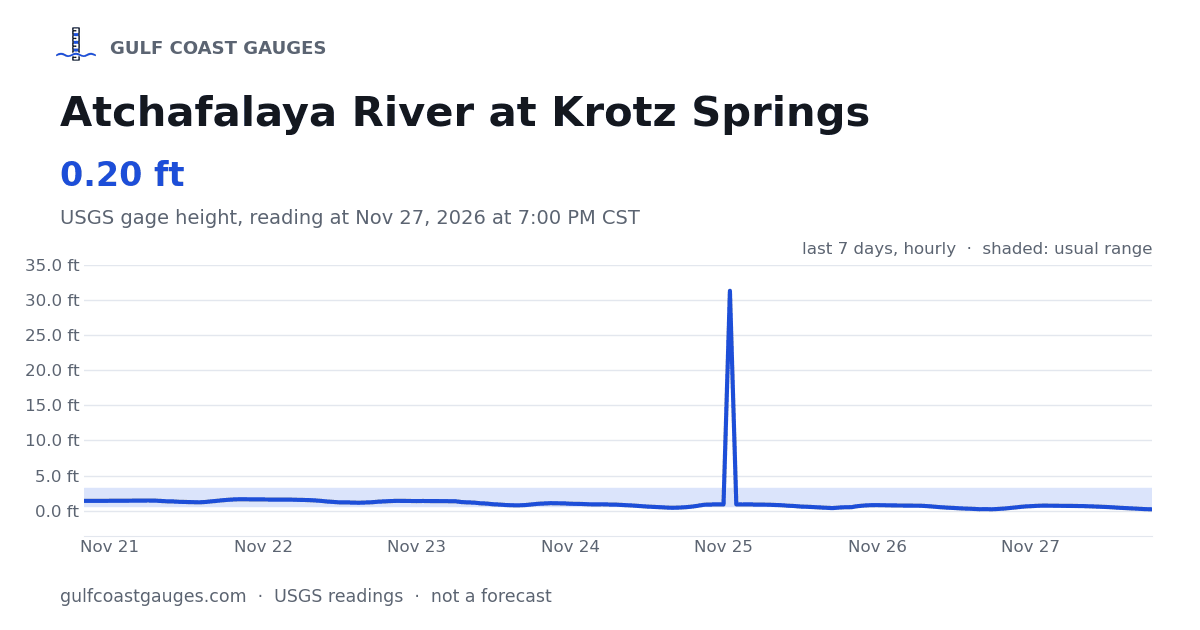 GULF COAST GAUGES
Atchafalaya River at Krotz Springs
0.20 ft
USGS gage height, reading at Nov 27, 2026 at 7:00 PM CST
last 7 days, hourly · shaded: usual range
35.0 ft
30.0 ft
25.0 ft
20.0 ft
15.0 ft
10.0 ft
5.0 ft
0.0 ft
Nov 21 Nov 22 Nov 23 Nov 24 Nov 25 Nov 26 Nov 27
gulfcoastgauges.com · USGS readings · not a forecast